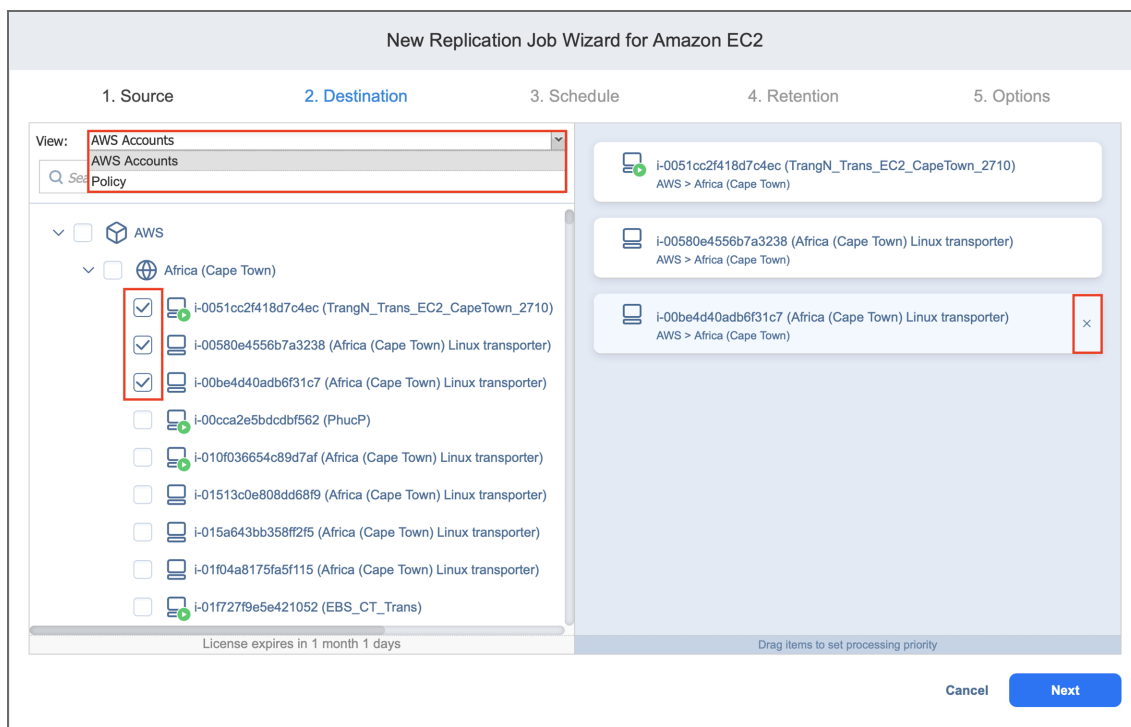 New Replication Job Wizard for Amazon EC2
1. Source
2. Destination
3. Schedule
4. Retention
5. Options
View:
AWS Accounts
AWS Accounts
Policy
AWS
Africa (Cape Town)
i-0051cc2f418d7c4ec (TrangN_Trans_EC2_CapeTown_2710)
i-00580e4556b7a3238 (Africa (Cape Town) Linux transporter)
i-00be4d40adb6f31c7 (Africa (Cape Town) Linux transporter)
i-00cca2e5bdcdbf562 (PhucP)
i-010f036654c89d7af (Africa (Cape Town) Linux transporter)
i-01513c0e808dd68f9 (Africa (Cape Town) Linux transporter)
i-015a643bb358ff2f5 (Africa (Cape Town) Linux transporter)
i-01f04a8175fa5f115 (Africa (Cape Town) Linux transporter)
i-01f727f9e5e421052 (EBS_CT_Trans)
License expires in 1 month 1 days
i-0051cc2f418d7c4ec (TrangN_Trans_EC2_CapeTown_2710)
AWS > Africa (Cape Town)
i-00580e4556b7a3238 (Africa (Cape Town) Linux transporter)
AWS > Africa (Cape Town)
i-00be4d40adb6f31c7 (Africa (Cape Town) Linux transporter)
AWS > Africa (Cape Town)
Drag items to set processing priority
Cancel
Next